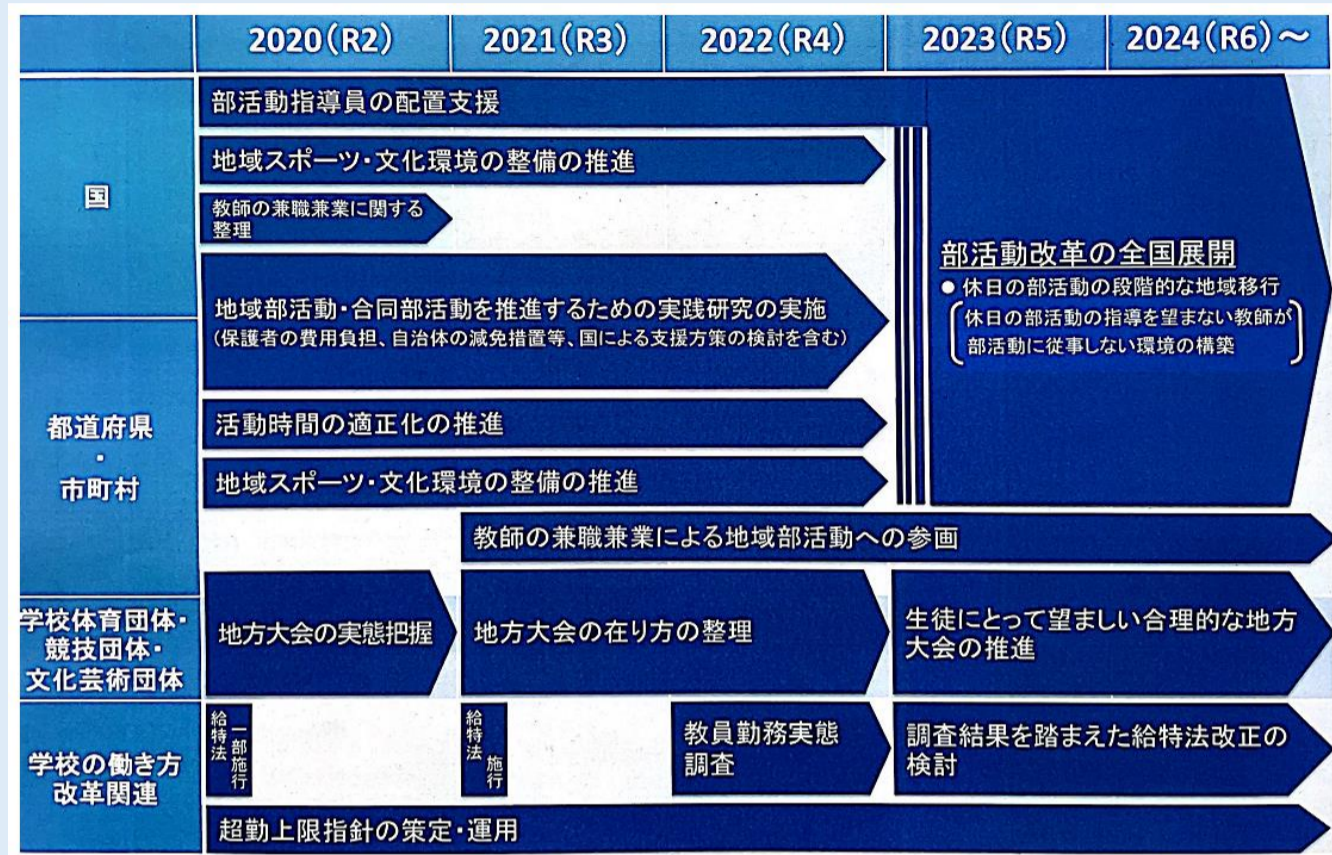 2020(R2)
2021(R3)
2022(R4)
2023(R5)
2024(R6)～
国
部活動指導員の配置支援
地域スポーツ・文化環境の整備の推進
教師の兼職兼業に関する
整理
地域部活動・合同部活動を推進するための実践研究の実施
(保護者の費用負担、自治体の減免措置等、国による支援方策の検討を含む)
部活動改革の全国展開
● 休日の部活動の段階的な地域移行
休日の部活動の指導を望まない教師が
部活動に従事しない環境の構築
都道府県
・
市町村
活動時間の適正化の推進
地域スポーツ・文化環境の整備の推進
教師の兼職兼業による地域部活動への参画
学校体育団体・
競技団体・
文化芸術団体
地方大会の実態把握
地方大会の在り方の整理
生徒にとって望ましい合理的な地方
大会の推進
学校の働き方
改革関連
給特法
一部施行
給特法
施行
教員勤務実態
調査
調査結果を踏まえた給特法改正の
検討
超勤上限指針の策定・運用